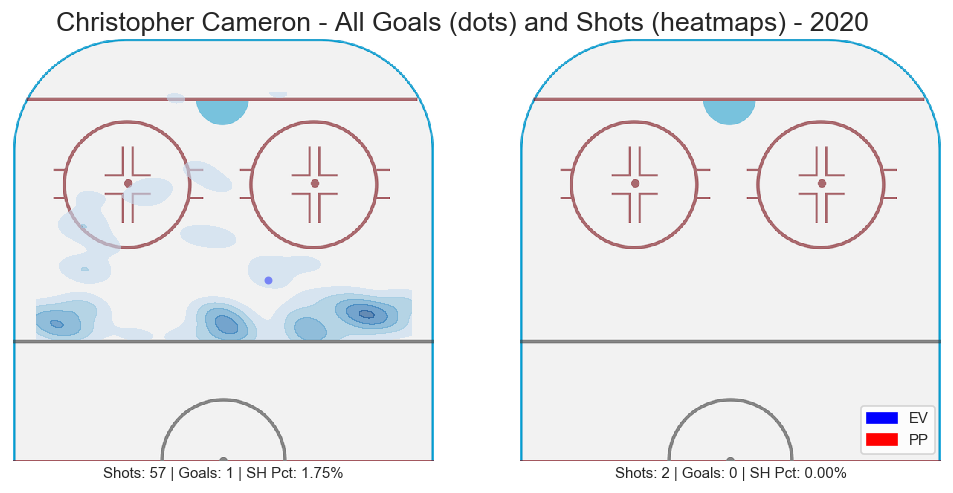 Christopher Cameron - All Goals (dots) and Shots (heatmaps) - 2020
EV
PP
Shots: 57 | Goals: 1 | SH Pct: 1.75%
Shots: 2 | Goals: 0 | SH Pct: 0.00%